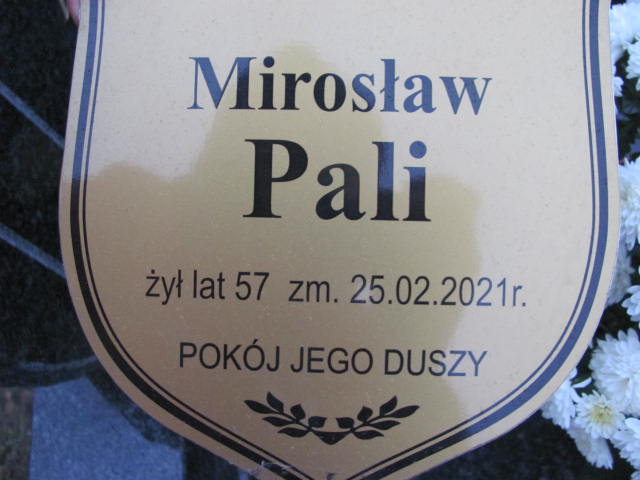 Mirosław
Pali
żył lat 57 zm. 25.02.2021r.
POKÓJ JEGO DUSZY